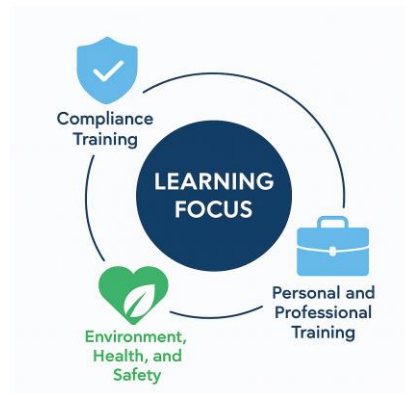 Compliance
Training
LEARNING
FOCUS
Personal and
Professional
Training
Environment,
Health, and
Safety